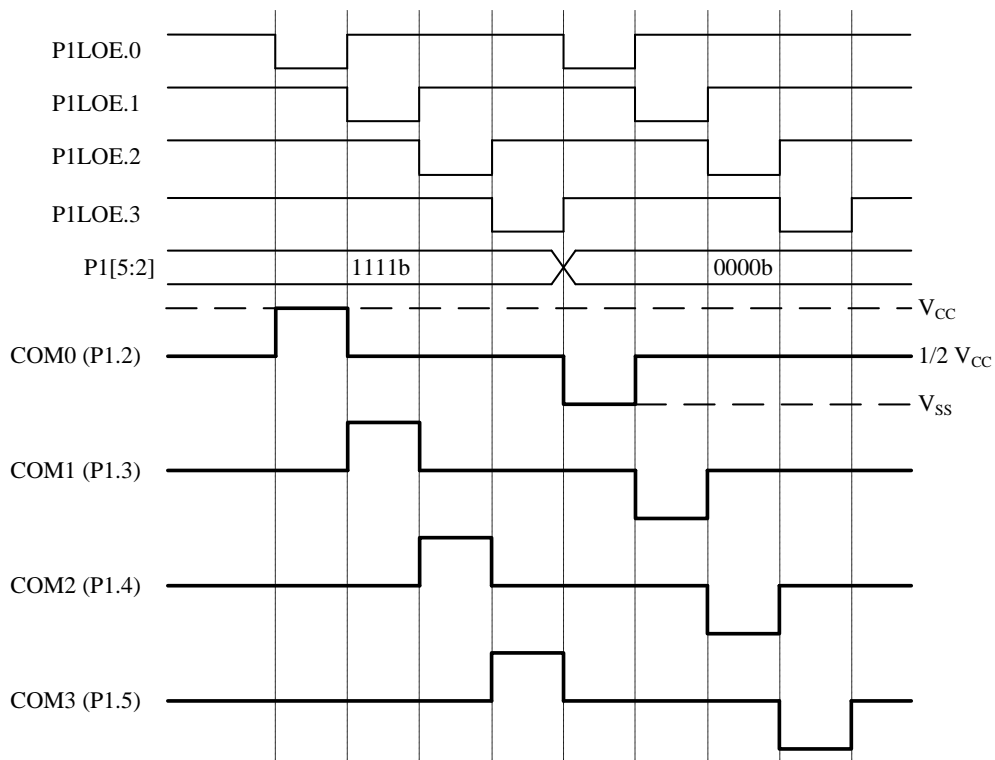 P1LOE.0
P1LOE.1
P1LOE.2
P1LOE.3
P1[5:2] 1111b 0000b
V_CC
COM0 (P1.2) 1/2 V_CC
V_SS
COM1 (P1.3)
COM2 (P1.4)
COM3 (P1.5)